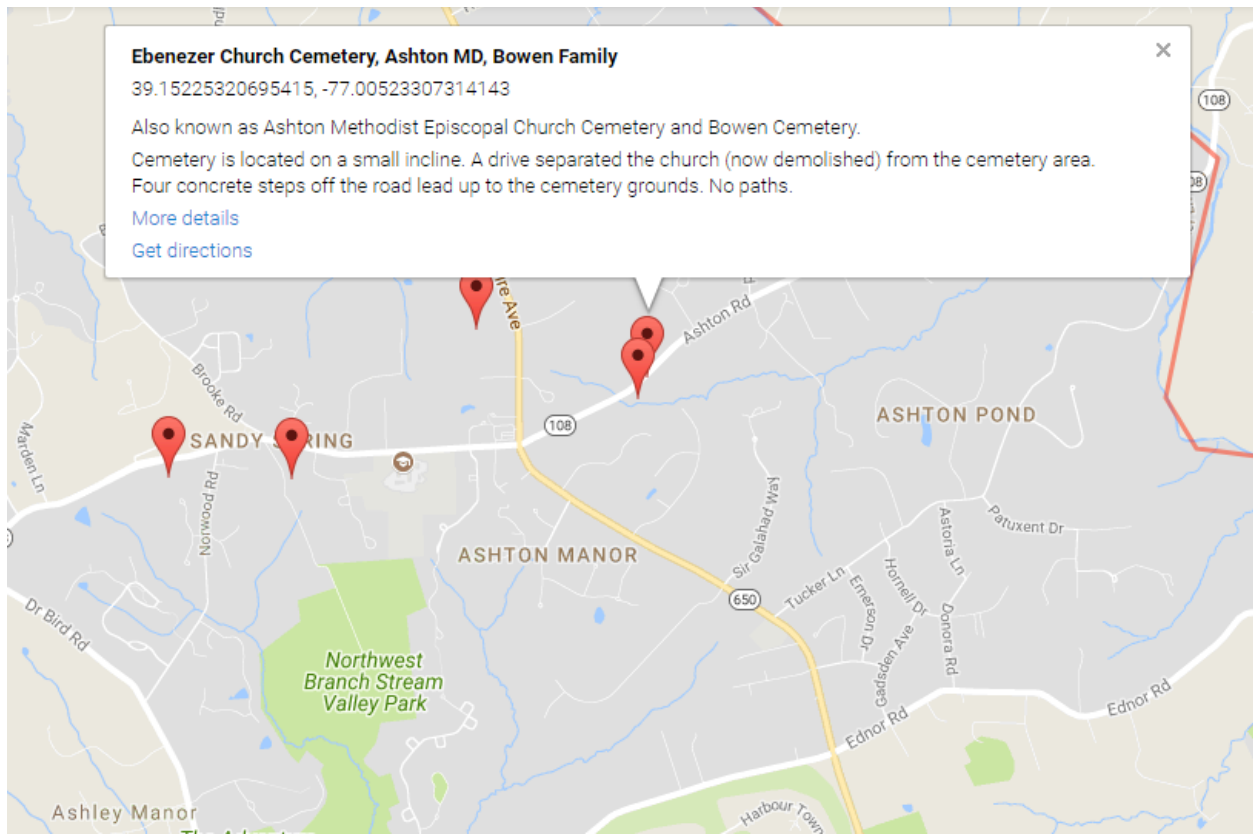 Ebenezer Church Cemetery, Ashton MD, Bowen Family
39.15225320695415, -77.00523307314143
Also known as Ashton Methodist Episcopal Church Cemetery and Bowen Cemetery.
Cemetery is located on a small incline. A drive separated the church (now demolished) from the cemetery area.
Four concrete steps off the road lead up to the cemetery grounds. No paths.
More details
Get directions
108
Ashton Rd
Brooke Rd
108
ASHTON POND
SANDY
Norwood Rd
Patuxent Dr
Sir Galahad Way
Astoria Ln
ASHTON MANOR
Hornell Dr
Tucker Ln
Emerson Dr
650
Donora Rd
Dr Bird Rd
Gadsden Ave
Northwest
Branch Stream
Valley Park
Ednor Rd
Ednor Rd
Ashley Manor
Harbour Town